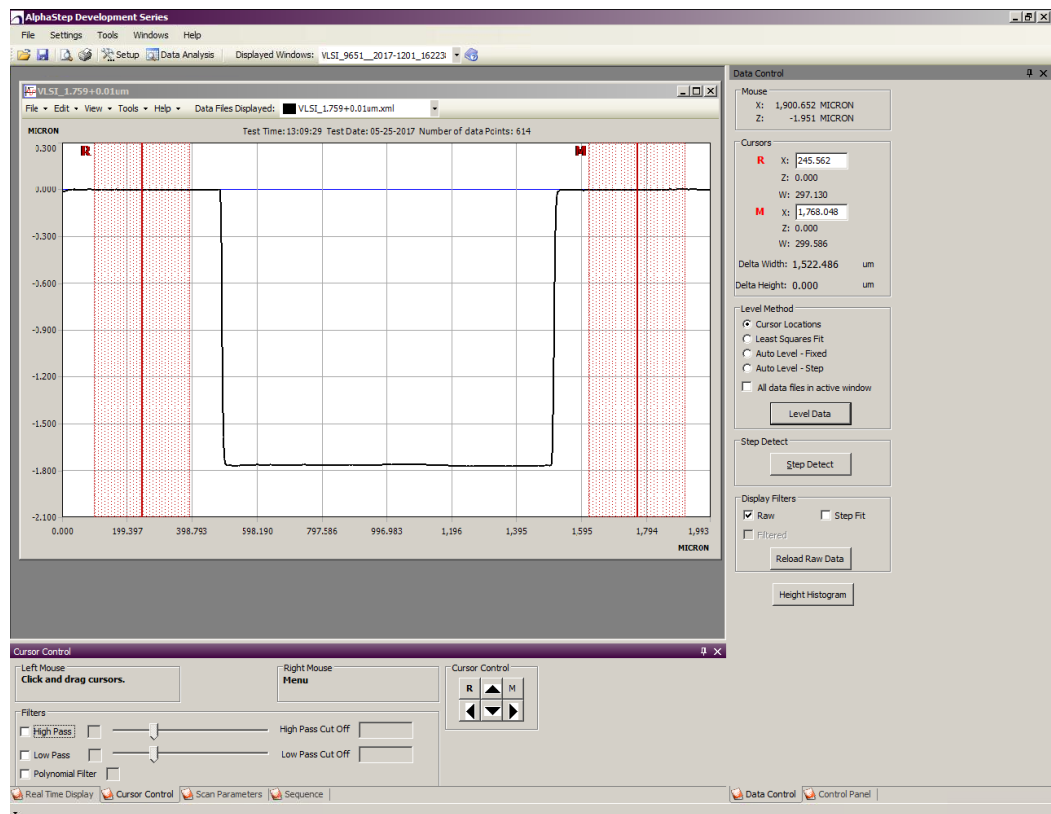 AlphaStep Development Series
File Settings Tools Windows Help
Setup Data Analysis Displayed Windows: VLSI_9651__2017-1201_16223
VLSI_1.759+0.01um
File Edit View Tools Help Data Files Displayed: VLSI_1.759+0.01um.xml
MICRON Test Time:13:09:29 Test Date: 05-25-2017 Number of data Points: 614
0.300
R M
0.000
-0.300
-0.600
-0.900
-1.200
-1.500
-1.800
-2.100
0.000 199.397 398.793 598.190 797.586 996.983 1,196 1,395 1,595 1,794 1,993
MICRON
Data Control
Mouse
X: 1,900.652 MICRON
Z: -1.951 MICRON
Cursors
R X: 245.562
Z: 0.000
W: 297.130
M X: 1,768.048
Z: 0.000
W: 299.586
Delta Width: 1,522.486 um
Delta Height: 0.000 um
Level Method
Cursor Locations
Least Squares Fit
Auto Level - Fixed
Auto Level - Step
All data files in active window
Level Data
Step Detect
Step Detect
Display Filters
Raw Step Fit
Filtered
Reload Raw Data
Height Histogram
Cursor Control
Left Mouse
Click and drag cursors.
Right Mouse
Menu
Cursor Control
R M
Filters
High Pass High Pass Cut Off
Low Pass Low Pass Cut Off
Polynomial Filter
Real Time Display Cursor Control Scan Parameters Sequence
Data Control Control Panel